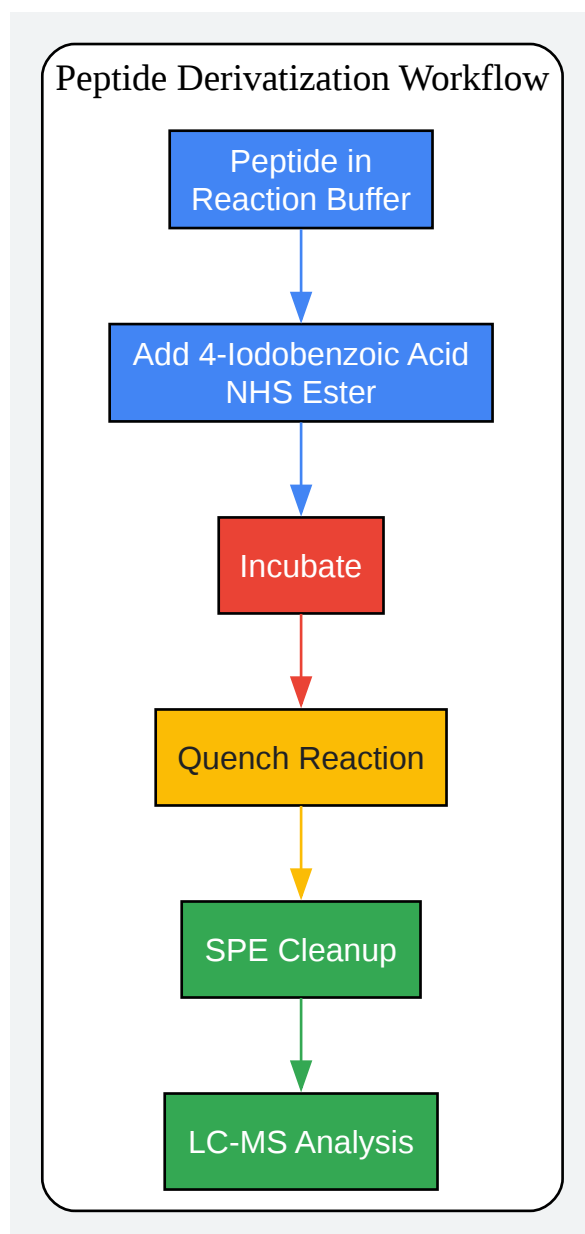 Peptide Derivatization Workflow
Peptide in
Reaction Buffer
Add 4-Iodobenzoic Acid
NHS Ester
Incubate
Quench Reaction
SPE Cleanup
LC-MS Analysis